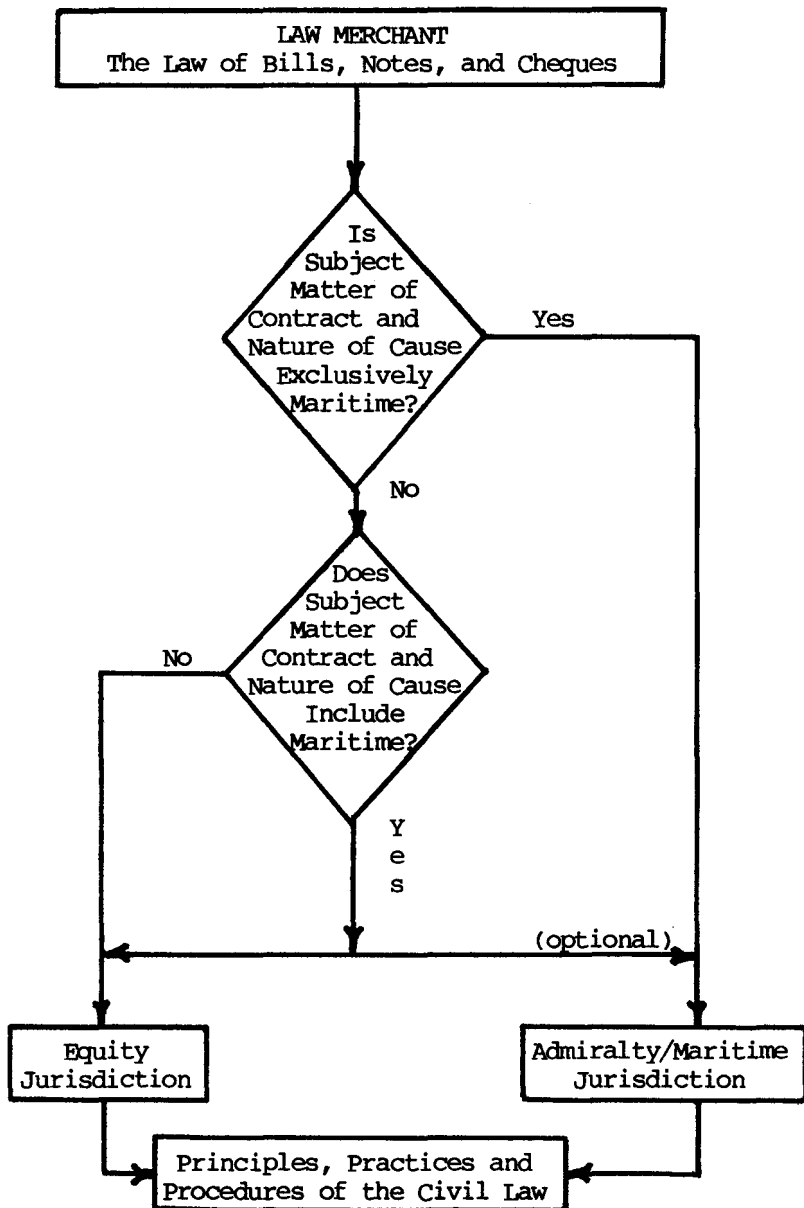 LAW MERCHANT
The Law of Bills, Notes, and Cheques
Is
Subject
Matter of
Contract and
Nature of Cause
Exclusively
Maritime?
Yes
No
Does
Subject
Matter of
Contract and
Nature of Cause
Include
Maritime?
No
Y
e
s
(optional)
Equity
Jurisdiction
Admiralty/Maritime
Jurisdiction
Principles, Practices and
Procedures of the Civil Law